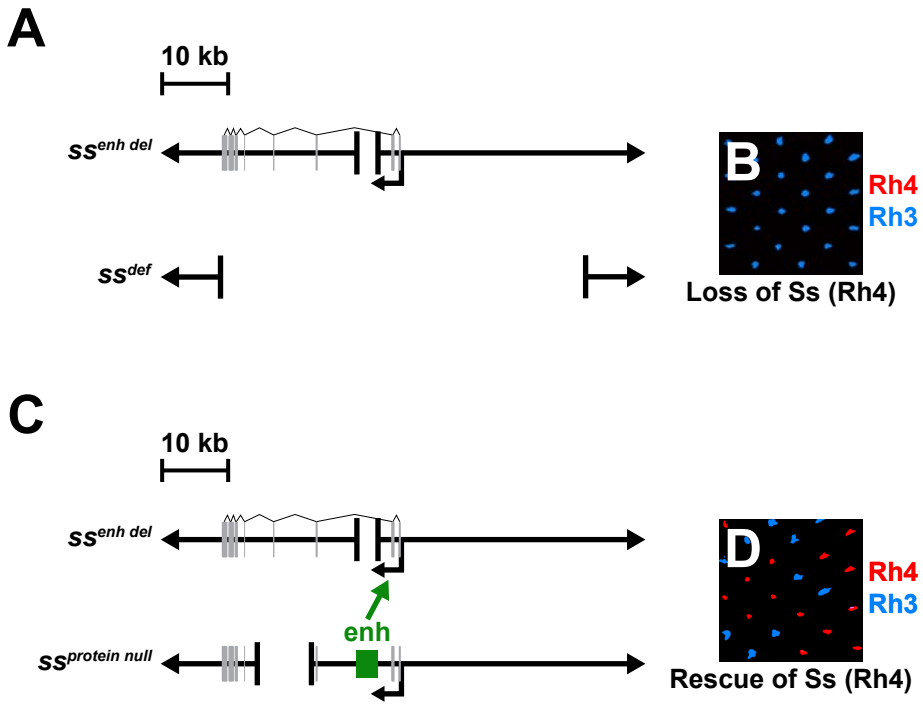 A
10 kb
ss enh del
ss def
B
Rh4
Rh3
Loss of Ss (Rh4)
C
10 kb
ss enh del
enh
ss protein null
D
Rh4
Rh3
Rescue of Ss (Rh4)